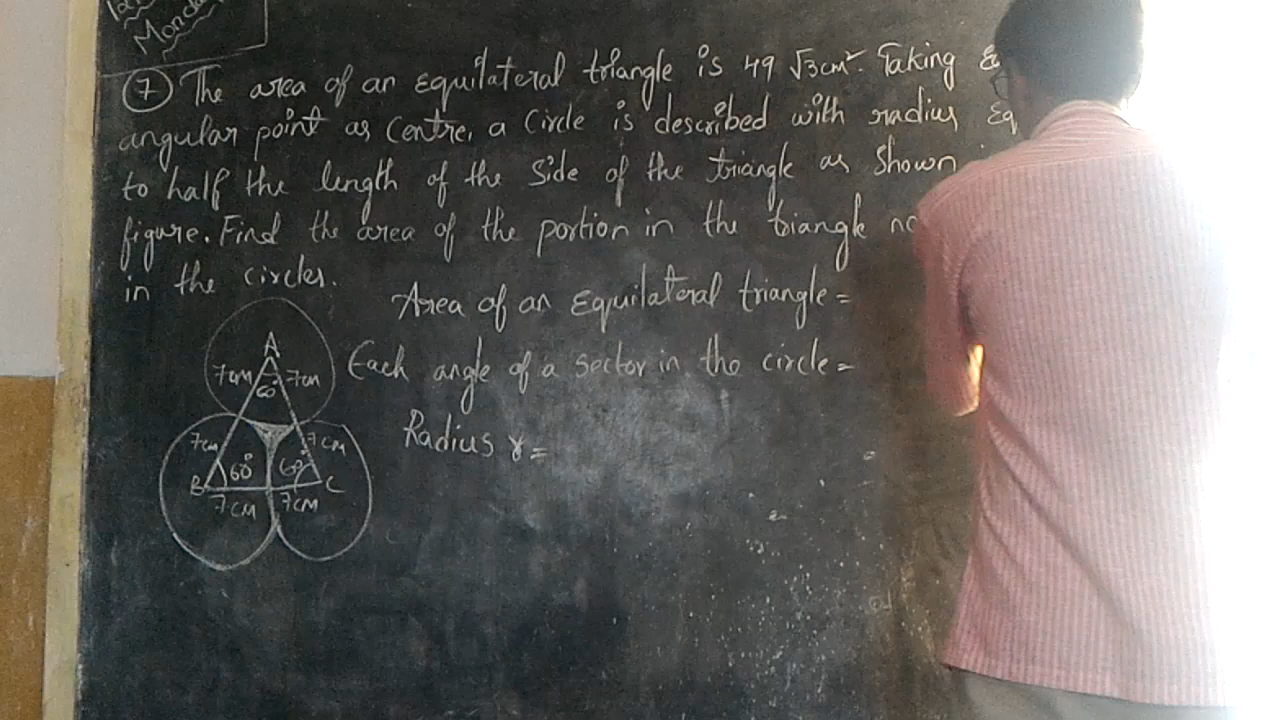 Monda
⑦ The area of an equilateral triangle is 49 √3cm². Taking
angular point as centre, a circle is described with radius Eq
to half the length of the side of the triangle as shown
figure. Find the area of the portion in the triangle
in the circles.
Area of an Equilateral triangle =
Each angle of a sector in the circle =
Radius r =
A
7cm 60° 7cm
7cm 7cm
B 60° 60° C
7cm 7cm